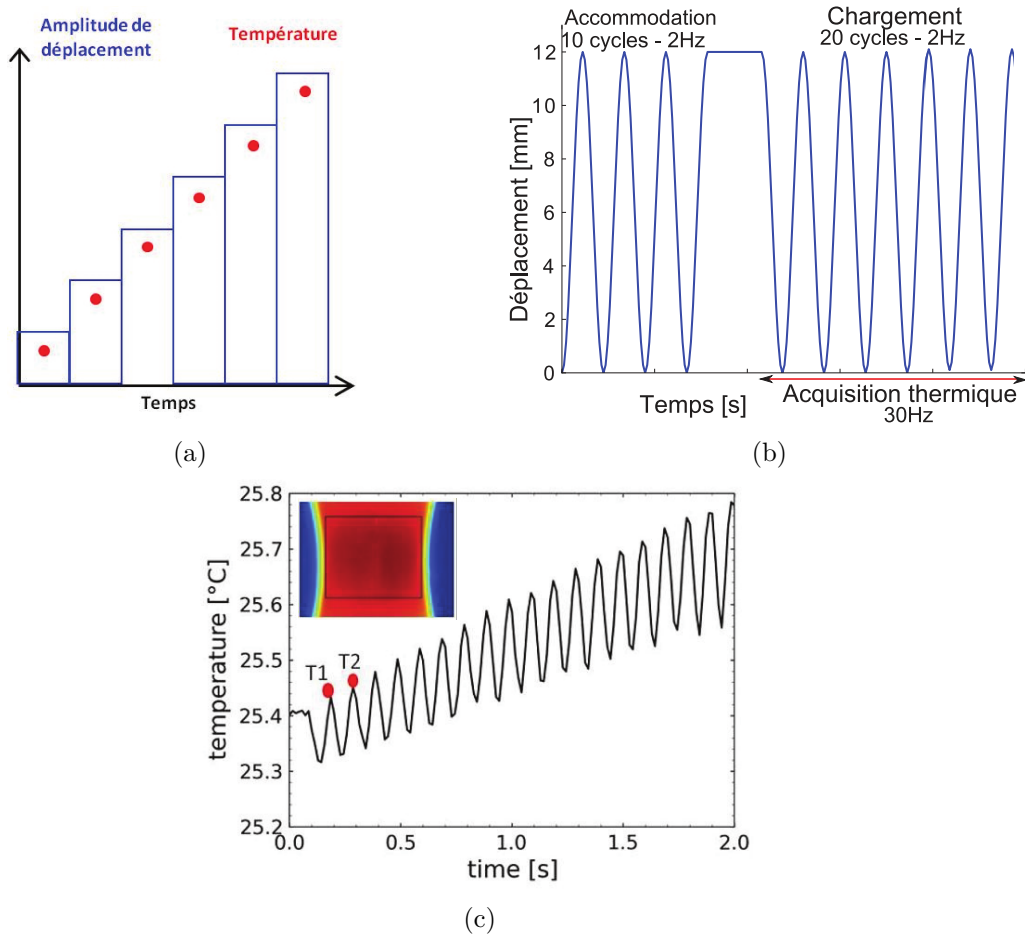 Amplitude de
déplacement
Température
Temps
(a)
Accommodation
10 cycles - 2Hz
Chargement
20 cycles - 2Hz
12
10
8
6
4
2
0
Déplacement [mm]
Temps [s]
Acquisition thermique
30Hz
(b)
25.8
25.7
25.6
25.5
25.4
25.3
25.2
temperature [°C]
T1
T2
0.0
0.5
1.0
1.5
2.0
time [s]
(c)